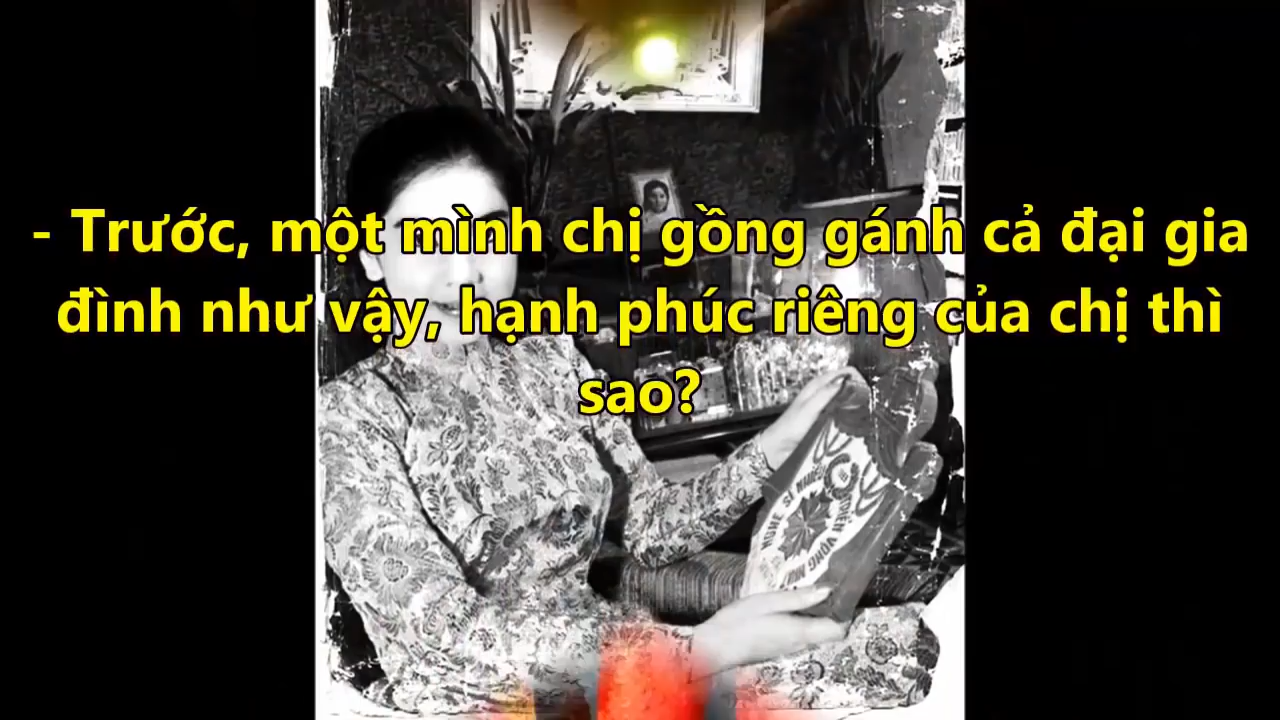 - Trước, một mình chị gồng gánh cả đại gia
đình như vậy, hạnh phúc riêng của chị thì
sao?